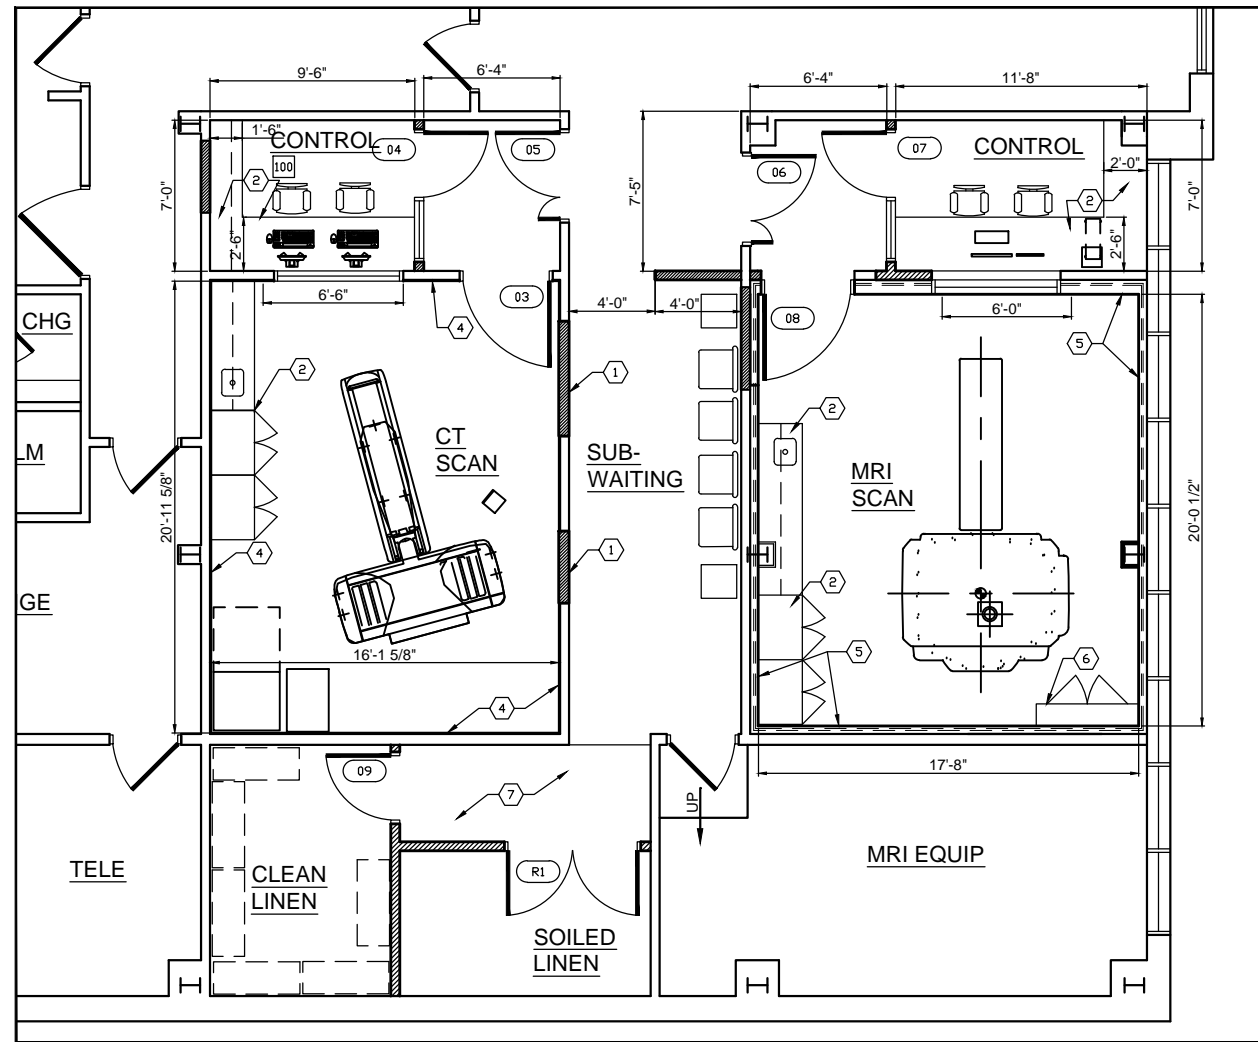 9'-6"
6'-4"
6'-4"
11'-8"
1'-6"
CONTROL
04
05
07
CONTROL
06
2'-0"
100
2
2
7'-0"
7'-5"
7'-0"
2'-6"
2'-6"
03
6'-6"
4
4'-0"
4'-0"
08
6'-0"
5
CHG
2
1
2
LM
CT
SCAN
SUB-
WAITING
MRI
SCAN
20'-11 5/8"
20'-0 1/2"
4
1
2
GE
16'-1 5/8"
5
6
4
09
7
UP
17'-8"
TELE
CLEAN
LINEN
R1
MRI EQUIP
SOILED
LINEN